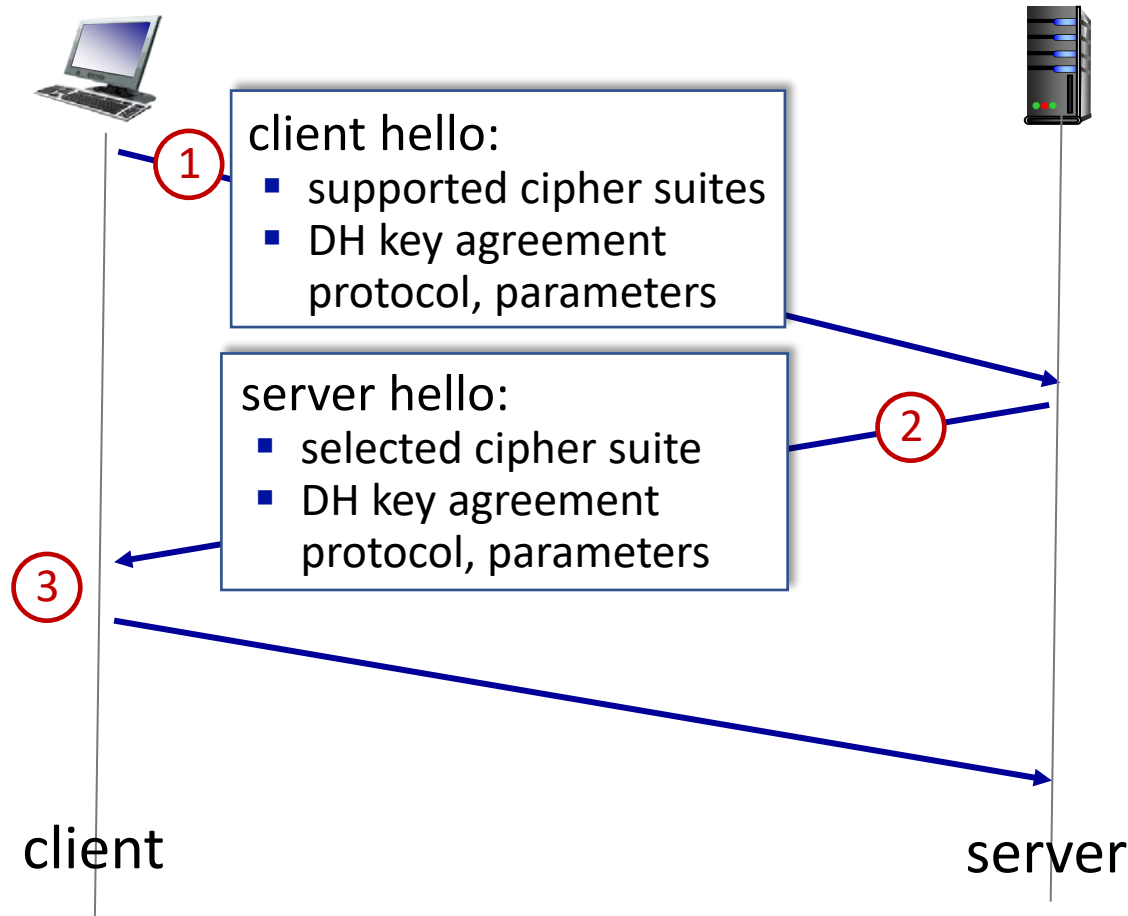 1
client hello:
▪ supported cipher suites
▪ DH key agreement
protocol, parameters
server hello:
▪ selected cipher suite
▪ DH key agreement
protocol, parameters
2
3
client
server